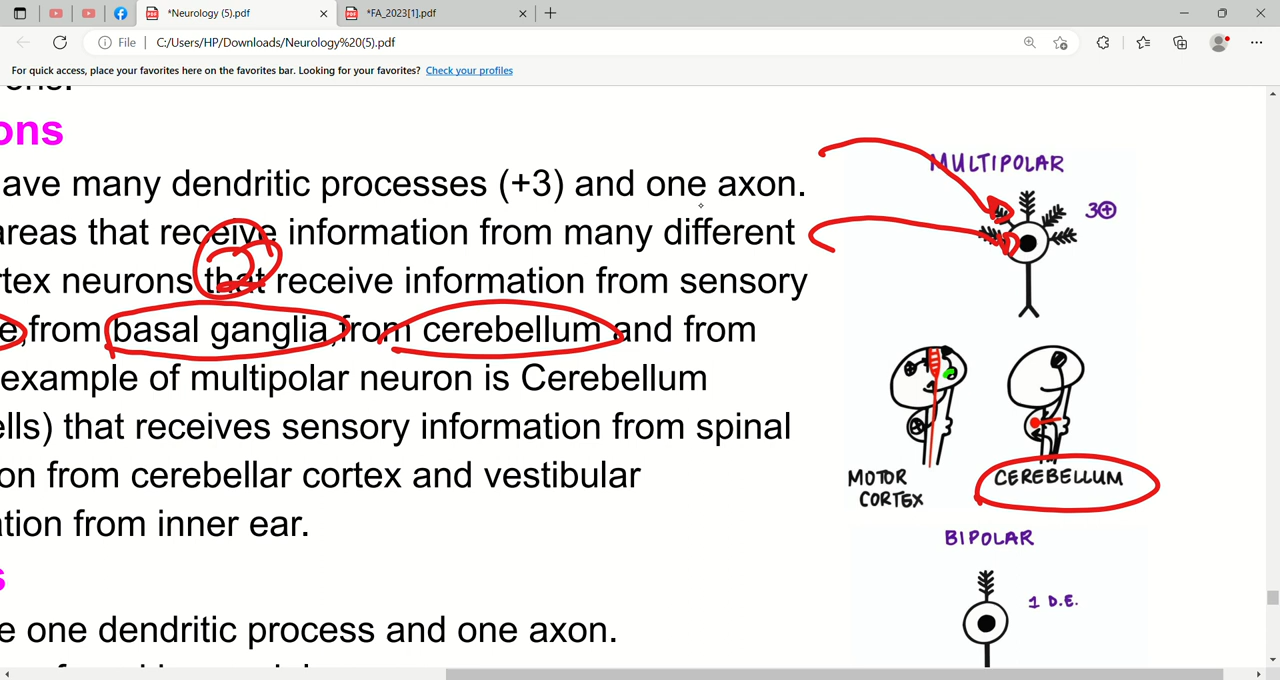 *Neurology (5).pdf
*FA_2023[1].pdf
File C:/Users/HP/Downloads/Neurology%20(5).pdf
For quick access, place your favorites here on the favorites bar. Looking for your favorites? Check your profiles
ons.
ons
ave many dendritic processes (+3) and one axon.
areas that receive information from many different
rtex neurons that receive information from sensory
e,from basal ganglia,from cerebellum and from
example of multipolar neuron is Cerebellum
ells) that receives sensory information from spinal
on from cerebellar cortex and vestibular
ation from inner ear.
s
e one dendritic process and one axon.
MULTIPOLAR
3+
MOTOR CORTEX
CEREBELLUM
BIPOLAR
1 D.E.